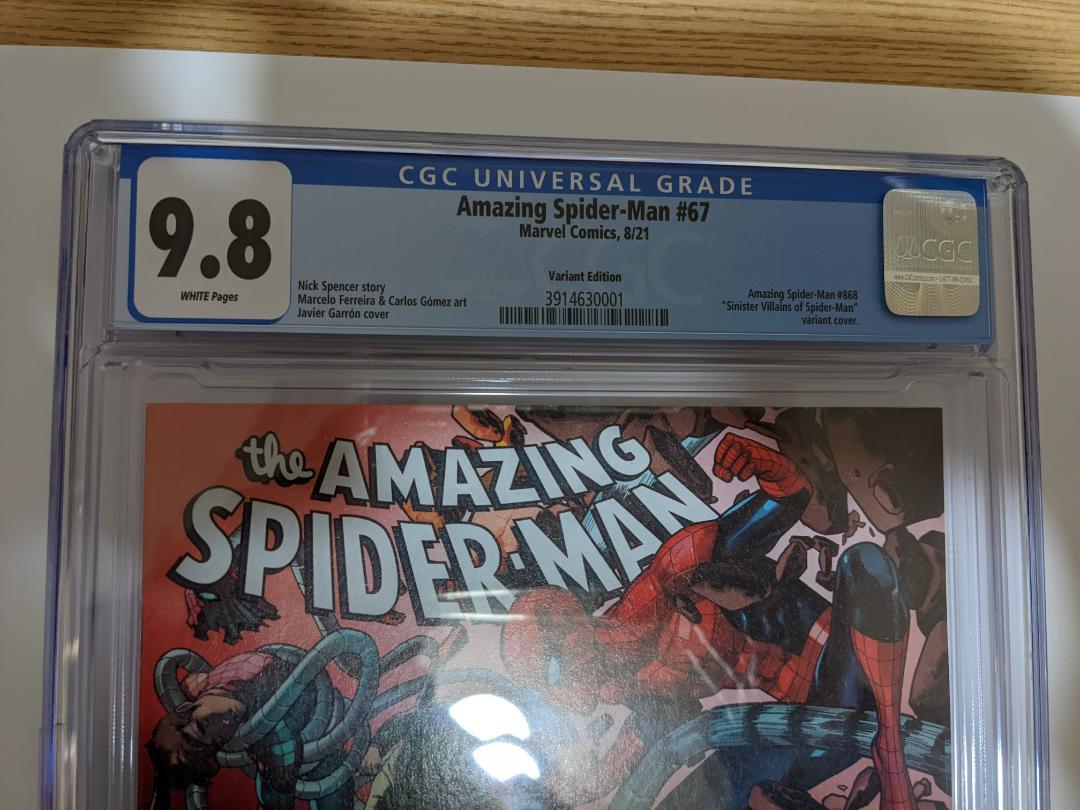 CGC UNIVERSAL GRADE
9.8
WHITE Pages
Amazing Spider-Man #67
Marvel Comics, 8/21
Variant Edition
3914630001
Nick Spencer story
Marcelo Ferreira & Carlos Gómez art
Javier Garrón cover
Amazing Spider-Man #868
"Sinister Villains of Spider-Man"
variant cover.
CGC
CGC
the AMAZING
SPIDER-MAN